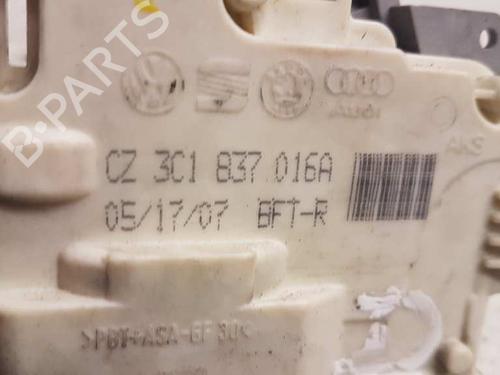 B-PARTS
Audi
AKS
CZ 3C1 837 016A
05/17/07 BFT-R
>PBT+ASA-GF30<